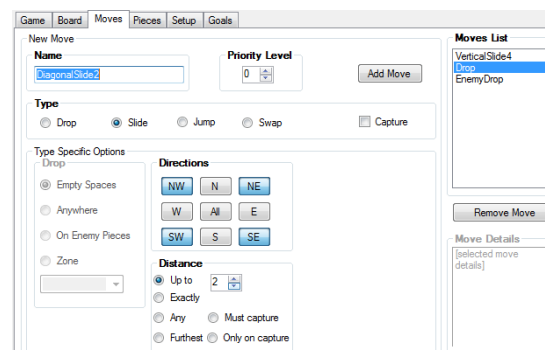 Game Board Moves Pieces Setup Goals
New Move
Name
Priority Level
DiagonalSlide2
0
Add Move
Type
Drop
Slide
Jump
Swap
Capture
Type Specific Options
Drop
Empty Spaces
Anywhere
On Enemy Pieces
Zone
Directions
NW N NE
W All E
SW S SE
Distance
Up to 2
Exactly
Any Must capture
Furthest Only on capture
Moves List
VerticalSlide4
Drop
EnemyDrop
Remove Move
Move Details
[selected move
details]